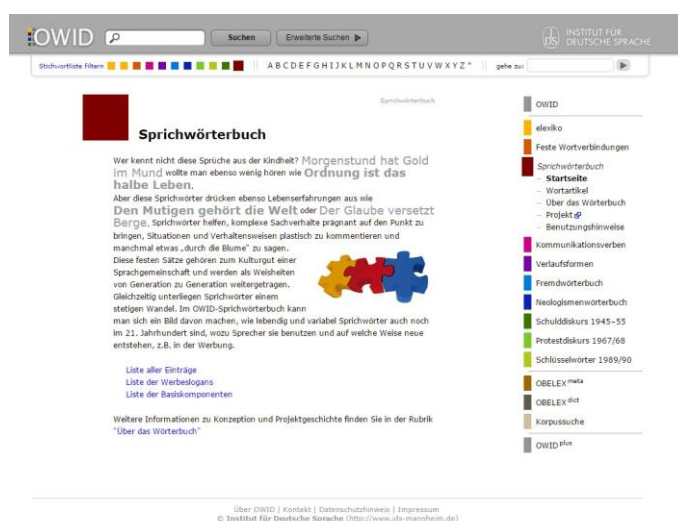 OWID
Suchen
Erweiterte Suchen
ids INSTITUT FÜR
DEUTSCHE SPRACHE
Stichwortliste filtern
A B C D E F G H I J K L M N O P Q R S T U V W X Y Z *
gehe zu:
Sprichwörterbuch
Sprichwörterbuch
Wer kennt nicht diese Sprüche aus der Kindheit? Morgenstund hat Gold
im Mund wollte man ebenso wenig hören wie Ordnung ist das
halbe Leben.
Aber diese Sprichwörter drücken ebenso Lebenserfahrungen aus wie
Den Mutigen gehört die Welt oder Der Glaube versetzt
Berge. Sprichwörter helfen, komplexe Sachverhalte prägnant auf den Punkt zu
bringen, Situationen und Verhaltensweisen plastisch zu kommentieren und
manchmal etwas „durch die Blume" zu sagen.
Diese festen Sätze gehören zum Kulturgut einer
Sprachgemeinschaft und werden als Weisheiten
von Generation zu Generation weitergetragen.
Gleichzeitig unterliegen Sprichwörter einem
stetigen Wandel. Im OWID-Sprichwörterbuch kann
man sich ein Bild davon machen, wie lebendig und variabel Sprichwörter auch noch
im 21. Jahrhundert sind, wozu Sprecher sie benutzen und auf welche Weise neue
entstehen, z.B. in der Werbung.
Liste aller Einträge
Liste der Werbeslogans
Liste der Basiskomponenten
Weitere Informationen zu Konzeption und Projektgeschichte finden Sie in der Rubrik
"Über das Wörterbuch"
OWID
elexiko
Feste Wortverbindungen
Sprichwörterbuch
– Startseite
– Wortartikel
– Über das Wörterbuch
– Projekt
– Benutzungshinweise
Kommunikationsverben
Verlaufsformen
Fremdwörterbuch
Neologismenwörterbuch
Schulddiskurs 1945–55
Protestdiskurs 1967/68
Schlüsselwörter 1989/90
OBELEX meta
OBELEX dict
Korpussuche
OWID plus
Über OWID | Kontakt | Datenschutzhinweis | Impressum
© Institut für Deutsche Sprache (http://www.ids-mannheim.de)